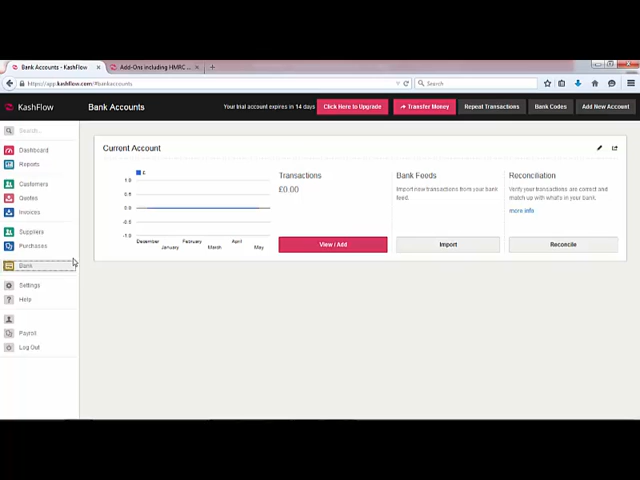 Bank Accounts - KashFlow
Add-Ons including HMRC ...
https://app.kashflow.com/#bankaccounts
Search
KashFlow
Bank Accounts
Your trial account expires in 14 days
Click Here to Upgrade
Transfer Money
Repeat Transactions
Bank Codes
Add New Account
Search...
Dashboard
Reports
Customers
Quotes
Invoices
Suppliers
Purchases
Bank
Settings
Help
Payroll
Log Out
Current Account
£
1.0
0.5
0.0
-0.5
-1.0
December
January
February
March
April
May
Transactions
£0.00
View / Add
Bank Feeds
Import new transactions from your bank
feed.
Import
Reconciliation
Verify your transactions are correct and
match up with what's in your bank.
more info
Reconcile